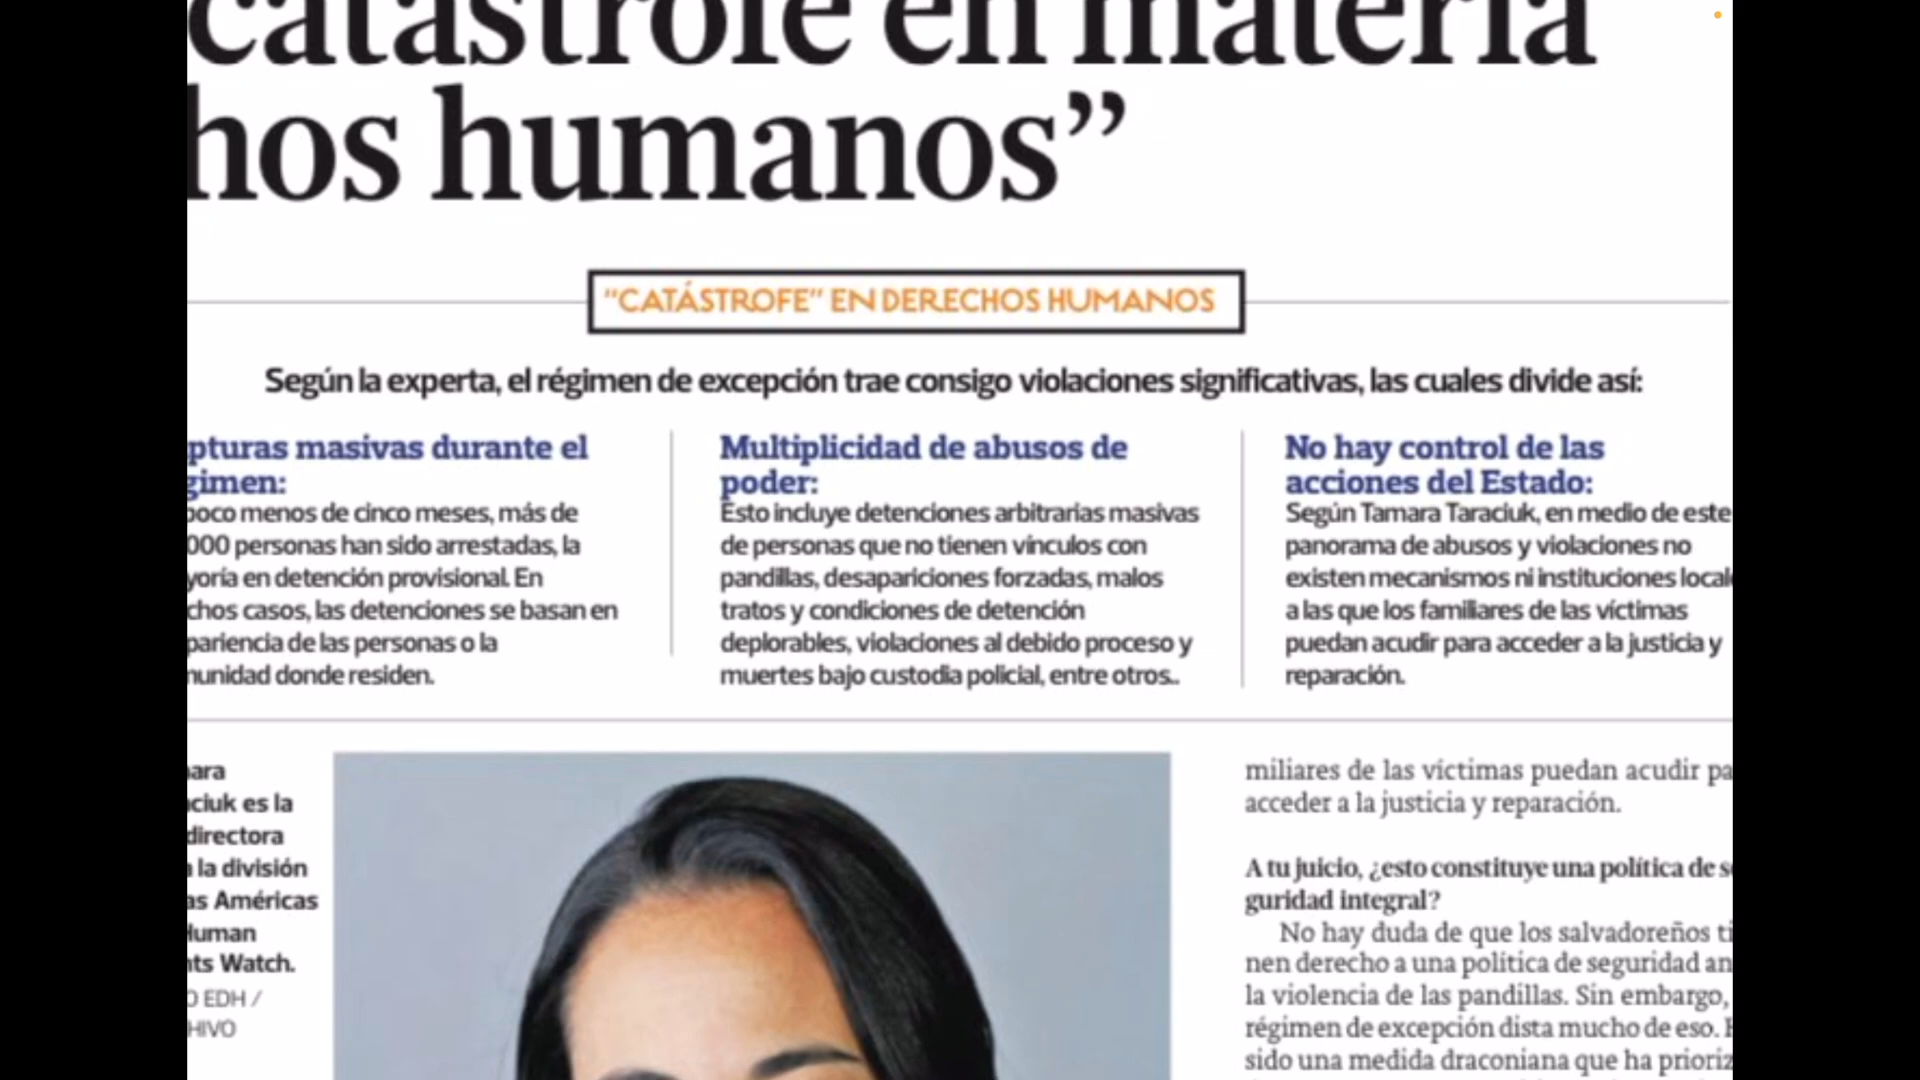 catástrofe en materia
hos humanos”
“CATÁSTROFE” EN DERECHOS HUMANOS
Según la experta, el régimen de excepción trae consigo violaciones significativas, las cuales divide así:
pturas masivas durante el
gimen:
poco menos de cinco meses, más de
000 personas han sido arrestadas, la
yoría en detención provisional. En
chos casos, las detenciones se basan en
pariencia de las personas o la
nunidad donde residen.
Multiplicidad de abusos de
poder:
Esto incluye detenciones arbitrarias masivas
de personas que no tienen vínculos con
pandillas, desapariciones forzadas, malos
tratos y condiciones de detención
deplorables, violaciones al debido proceso y
muertes bajo custodia policial, entre otros..
No hay control de las
acciones del Estado:
Según Tamara Taraciuk, en medio de este
panorama de abusos y violaciones no
existen mecanismos ni instituciones local
a las que los familiares de las víctimas
puedan acudir para acceder a la justicia y
reparación.
ara
ciuk es la
directora
la división
as Américas
Human
ts Watch.
O EDH /
HIVO
miliares de las víctimas puedan acudir pa
acceder a la justicia y reparación.
A tu juicio, ¿esto constituye una política de s
guridad integral?
No hay duda de que los salvadoreños ti
nen derecho a una política de seguridad an
la violencia de las pandillas. Sin embargo,
régimen de excepción dista mucho de eso.
sido una medida draconiana que ha prioriz